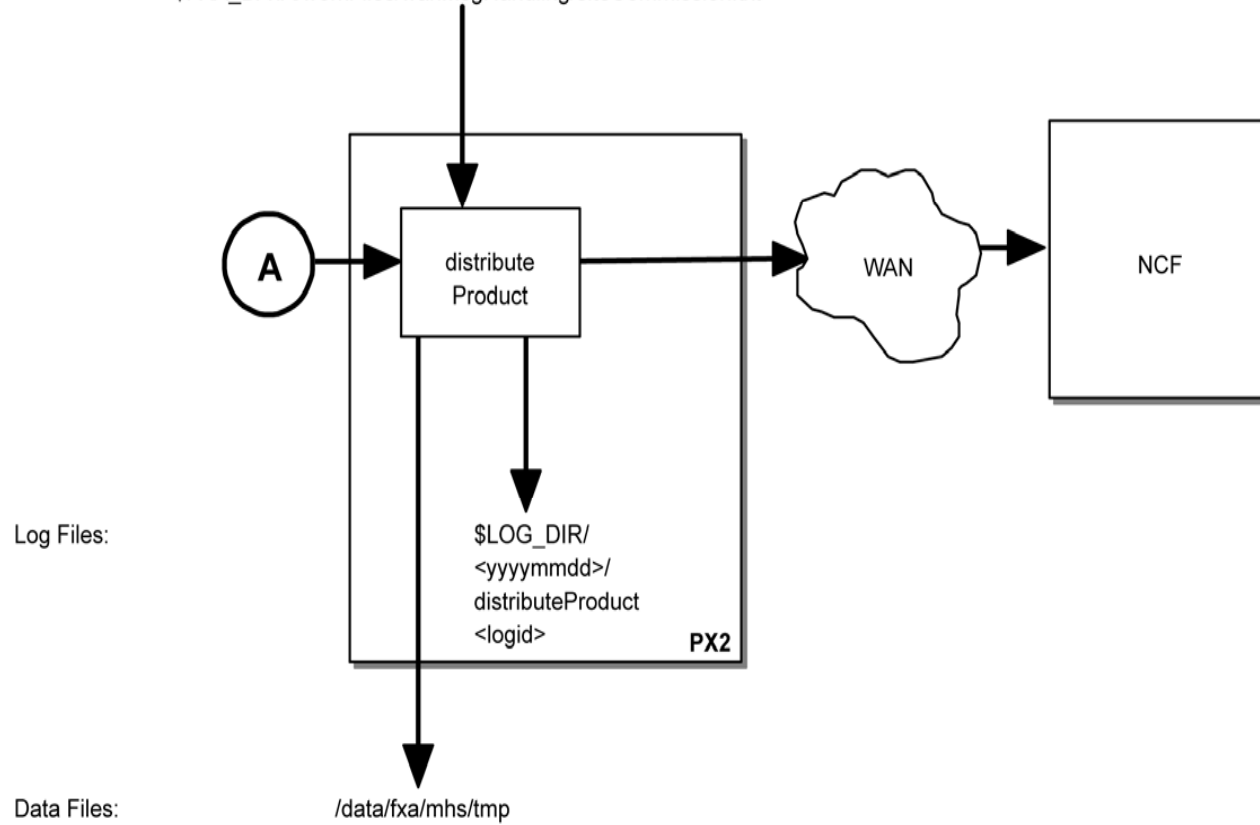 A
distribute
Product
WAN
NCF
Log Files:
$LOG_DIR/
<yyyymmdd>/
distributeProduct
<logid>
PX2
Data Files:
/data/fxa/mhs/tmp